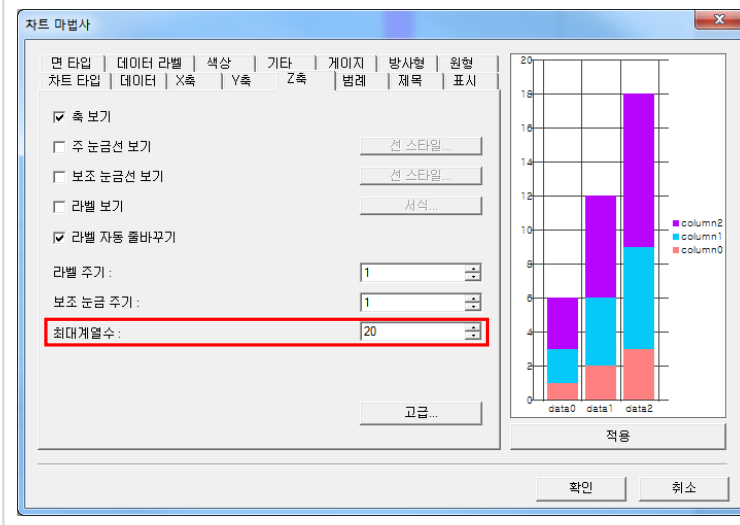 차트 마법사
면 타입 데이터 라벨 색상 기타 게이지 방사형 원형
차트 타입 데이터 X축 Y축 Z축 범례 제목 표시
축 보기
주 눈금선 보기 선 스타일...
보조 눈금선 보기 선 스타일...
라벨 보기 서식...
라벨 자동 줄바꾸기
라벨 주기 : 1
보조 눈금 주기 : 1
최대계열수 : 20
고급...
20
18
16
14
12
10
8
6
4
2
0
data0 data1 data2
column2
column1
column0
적용
확인 취소